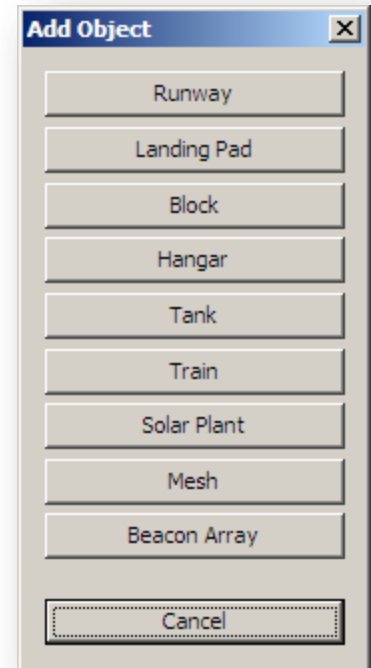 Add Object
Runway
Landing Pad
Block
Hangar
Tank
Train
Solar Plant
Mesh
Beacon Array
Cancel